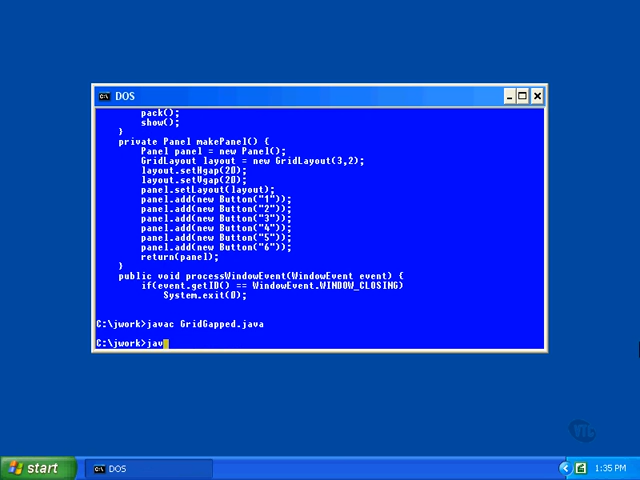 DOS
pack();
show();
}
private Panel makePanel() {
Panel panel = new Panel();
GridLayout layout = new GridLayout(3,2);
layout.setHgap(20);
layout.setVgap(20);
panel.setLayout(layout);
panel.add(new Button("1"));
panel.add(new Button("2"));
panel.add(new Button("3"));
panel.add(new Button("4"));
panel.add(new Button("5"));
panel.add(new Button("6"));
return(panel);
}
public void processWindowEvent(WindowEvent event) {
if(event.getID() == WindowEvent.WINDOW_CLOSING)
System.exit(0);
C:\jwork>javac GridGapped.java
C:\jwork>jav
start
DOS
1:35 PM